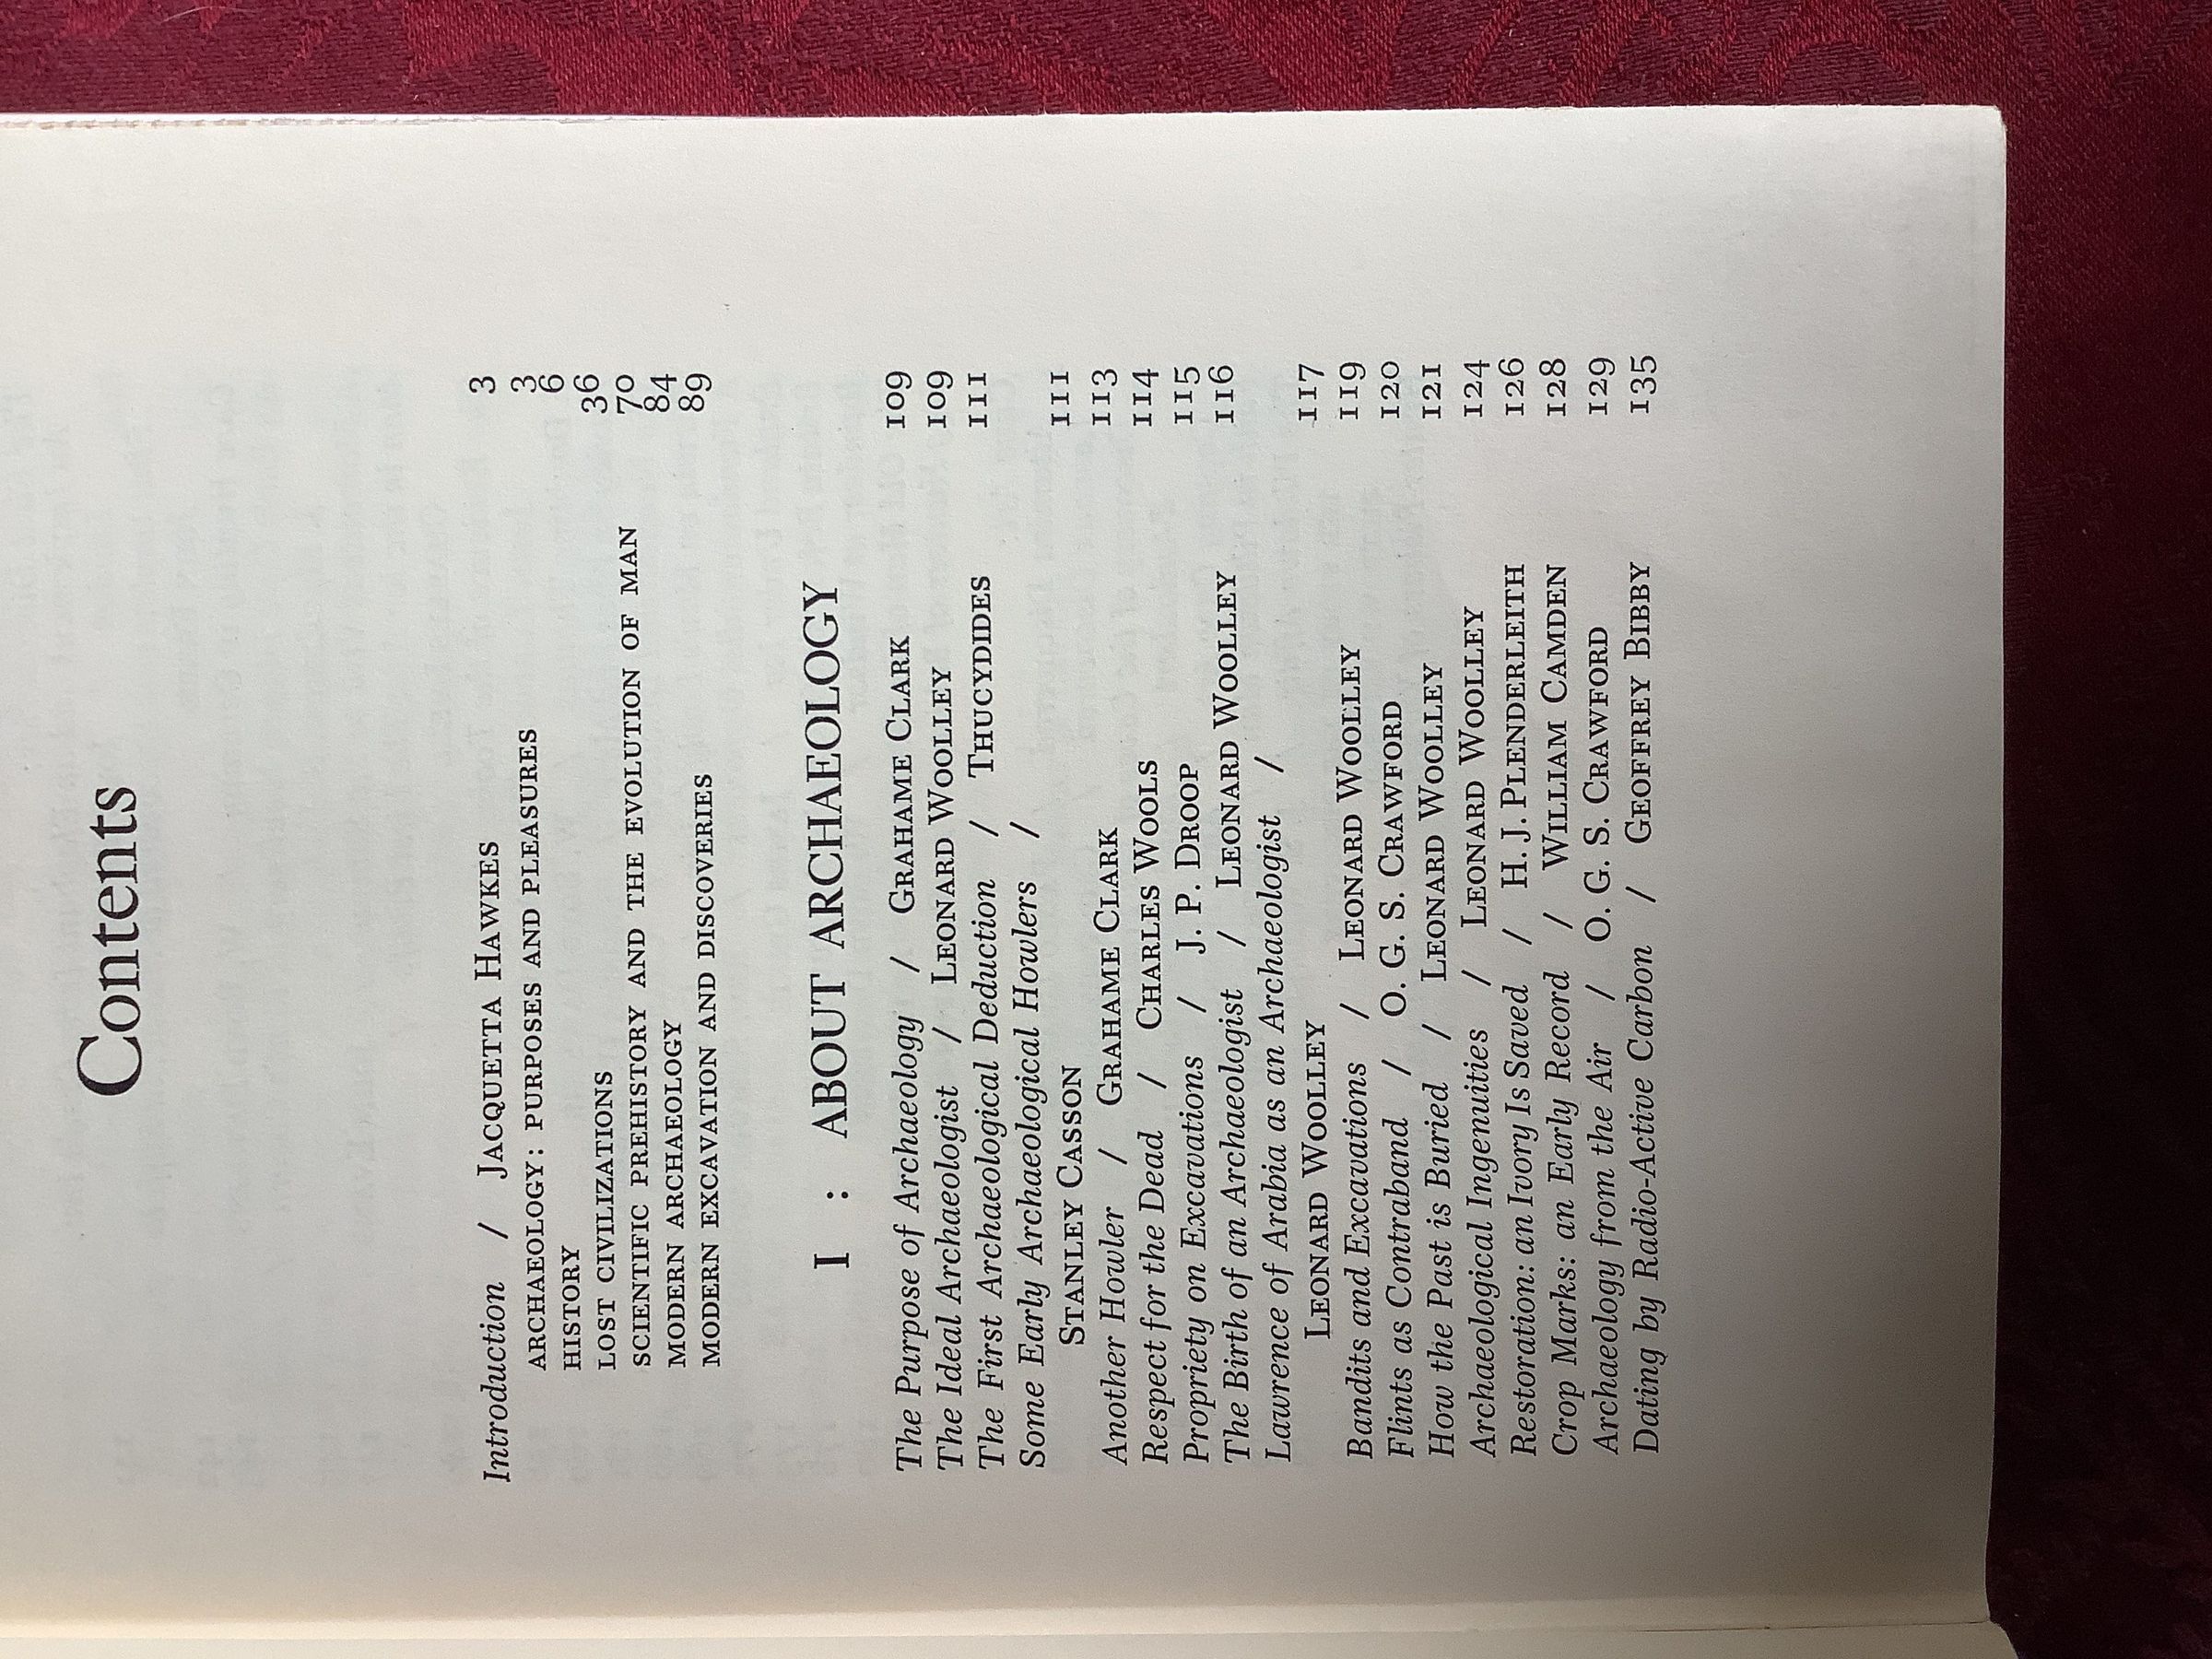 Contents
Introduction / JACQUETTA HAWKES 3
ARCHAEOLOGY: PURPOSES AND PLEASURES 3
HISTORY 6
LOST CIVILIZATIONS 36
SCIENTIFIC PREHISTORY AND THE EVOLUTION OF MAN 70
MODERN ARCHAEOLOGY 84
MODERN EXCAVATION AND DISCOVERIES 89
I : ABOUT ARCHAEOLOGY
The Purpose of Archaeology / GRAHAME CLARK 109
The Ideal Archaeologist / LEONARD WOOLLEY 109
The First Archaeological Deduction / THUCYDIDES 111
Some Early Archaeological Howlers /
STANLEY CASSON 111
Another Howler / GRAHAME CLARK 113
Respect for the Dead / CHARLES WOOLS 114
Propriety on Excavations / J. P. DROOP 115
The Birth of an Archaeologist / LEONARD WOOLLEY 116
Lawrence of Arabia as an Archaeologist /
LEONARD WOOLLEY 117
Bandits and Excavations / LEONARD WOOLLEY 119
Flints as Contraband / O. G. S. CRAWFORD 120
How the Past is Buried / LEONARD WOOLLEY 121
Archaeological Ingenuities / LEONARD WOOLLEY 124
Restoration: an Ivory Is Saved / H. J. PLENDERLEITH 126
Crop Marks: an Early Record / WILLIAM CAMDEN 128
Archaeology from the Air / O. G. S. CRAWFORD 129
Dating by Radio-Active Carbon / GEOFFREY BIBBY 135